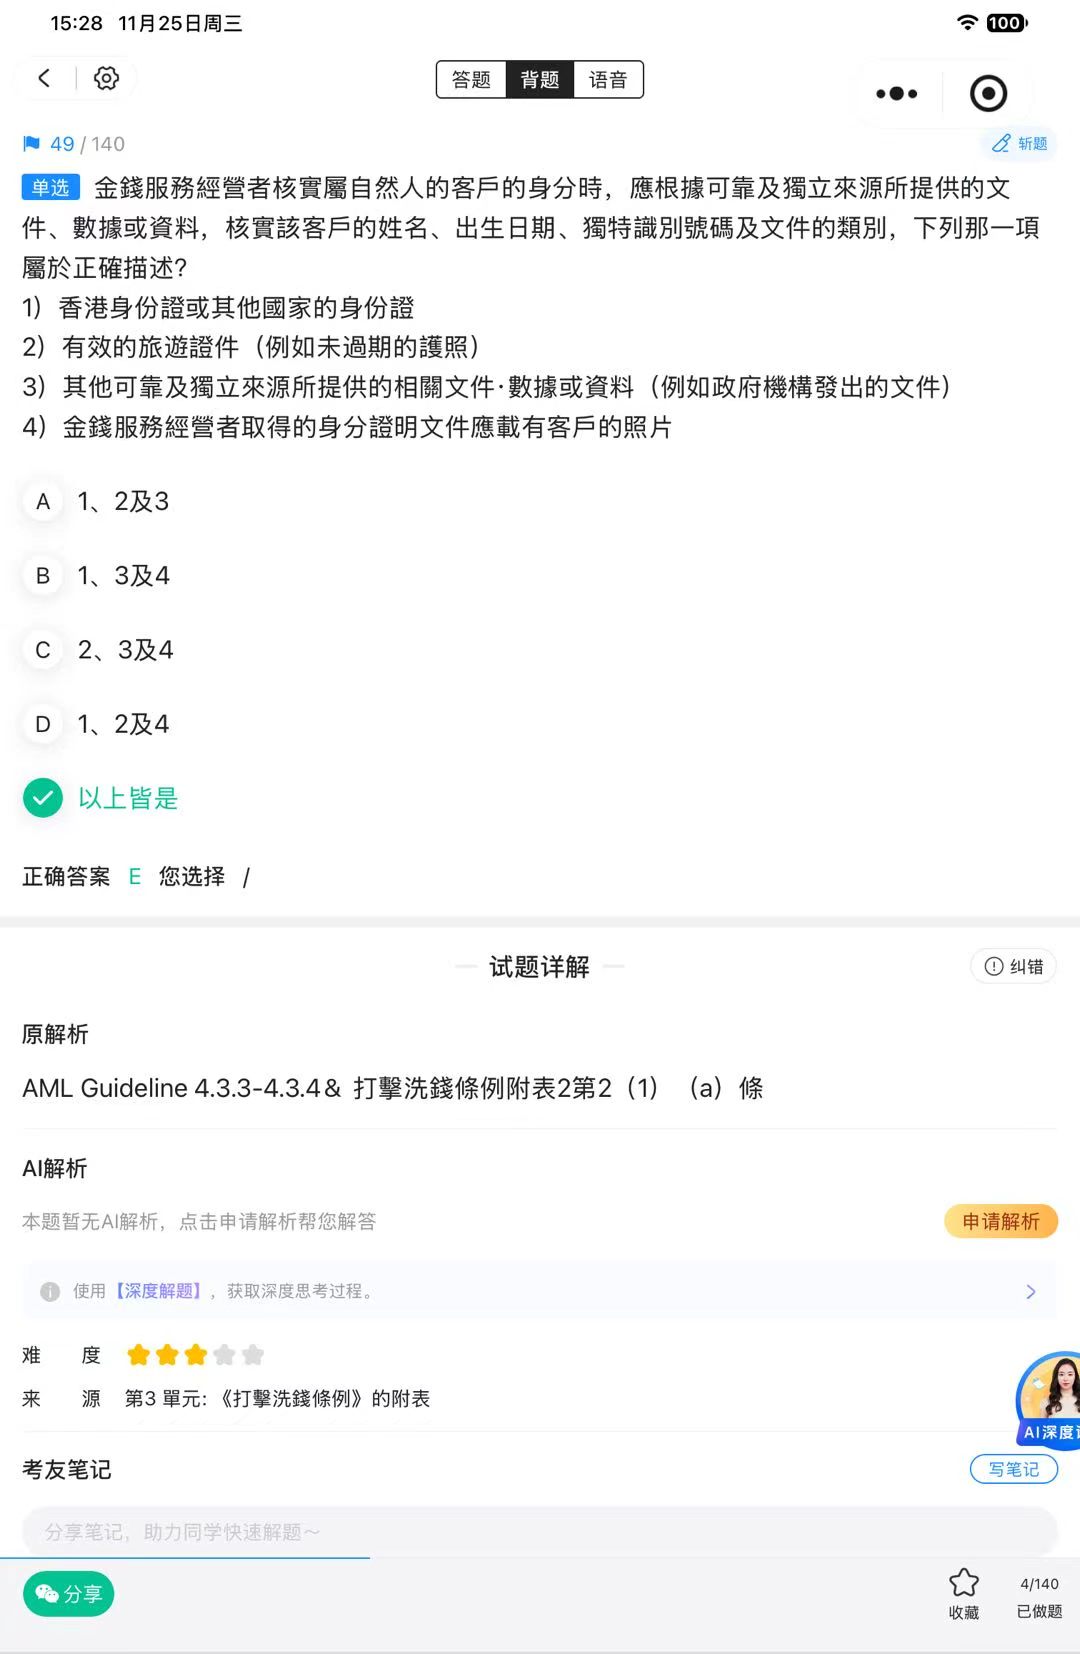 15:28 11月25日周三
100
答题 背题 语音
49 / 140
斩题
单选 金錢服務經營者核實屬自然人的客戶的身分時，應根據可靠及獨立來源所提供的文
件、數據或資料，核實該客戶的姓名、出生日期、獨特識別號碼及文件的類別，下列那一項
屬於正確描述?
1）香港身份證或其他國家的身份證
2）有效的旅遊證件（例如未過期的護照）
3）其他可靠及獨立來源所提供的相關文件·數據或資料（例如政府機構發出的文件）
4）金錢服務經營者取得的身分證明文件應載有客戶的照片
A 1、2及3
B 1、3及4
C 2、3及4
D 1、2及4
以上皆是
正确答案 E 您选择 /
试题详解
纠错
原解析
AML Guideline 4.3.3-4.3.4& 打擊洗錢條例附表2第2（1）（a）條
AI解析
本题暂无AI解析，点击申请解析帮您解答
申请解析
使用【深度解题】，获取深度思考过程。
难 度
来 源 第3 單元:《打擊洗錢條例》的附表
AI深度
考友笔记
写笔记
分享笔记，助力同学快速解题～
分享
收藏
4/140
已做题